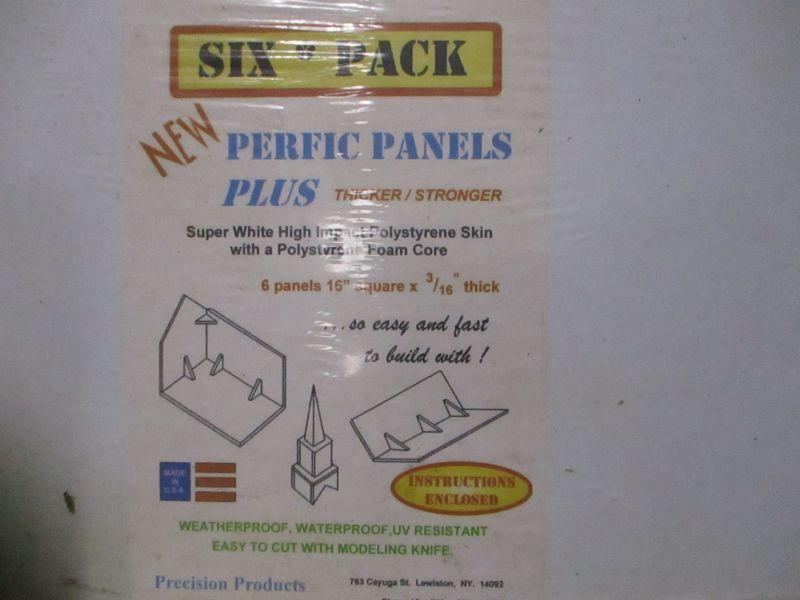 SIX * PACK
NEW
PERFIC PANELS
PLUS THICKER / STRONGER
Super White High Impact Polystyrene Skin
with a Polystyrene Foam Core
6 panels 16" square x 3/16" thick
...so easy and fast
to build with !
MADE
IN
U.S.A
INSTRUCTIONS
ENCLOSED
WEATHERPROOF, WATERPROOF,UV RESISTANT
EASY TO CUT WITH MODELING KNIFE.
Precision Products 763 Cayuga St. Lewiston, NY. 14092